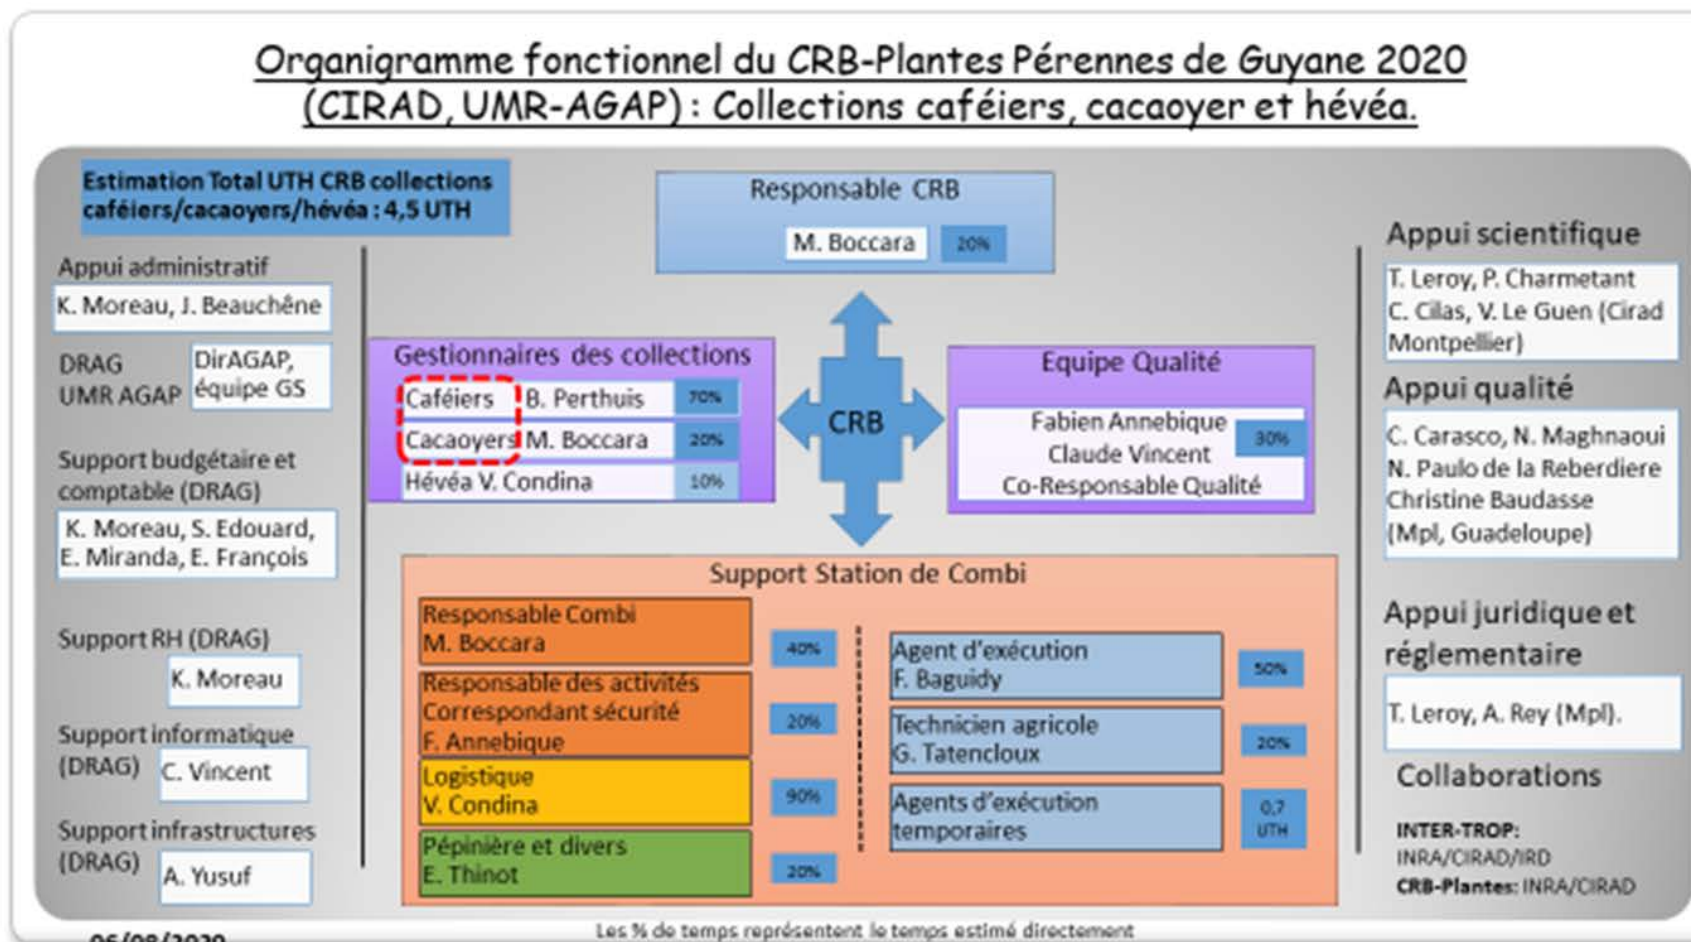 Organigramme fonctionnel du CRB-Plantes Pérennes de Guyane 2020
(CIRAD, UMR-AGAP) : Collections caféiers, cacaoyer et hévéa.
Estimation Total UTH CRB collections
caféiers/cacaoyers/hévéa : 4,5 UTH
Appui administratif
K. Moreau, J. Beauchêne
DRAG
UMR AGAP
DirAGAP,
équipe GS
Support budgétaire et
comptable (DRAG)
K. Moreau, S. Edouard,
E. Miranda, E. François
Support RH (DRAG)
K. Moreau
Support informatique
(DRAG)
C. Vincent
Support infrastructures
(DRAG)
A. Yusuf
Responsable CRB
M. Boccara 20%
Gestionnaires des collections
Caféiers B. Perthuis 70%
Cacaoyers M. Boccara 20%
Hévéa V. Condina 10%
CRB
Equipe Qualité
Fabien Annebique
Claude Vincent
Co-Responsable Qualité
30%
Support Station de Combi
Responsable Combi
M. Boccara
40%
Responsable des activités
Correspondant sécurité
F. Annebique
20%
Logistique
V. Condina
90%
Pépinière et divers
E. Thinot
20%
Agent d'exécution
F. Baguidy
50%
Technicien agricole
G. Tatencloux
20%
Agents d'exécution
temporaires
0,7
UTH
Appui scientifique
T. Leroy, P. Charmetant
C. Cilas, V. Le Guen (Cirad
Montpellier)
Appui qualité
C. Carasco, N. Maghnaoui
N. Paulo de la Reberdiere
Christine Baudasse
(Mpl, Guadeloupe)
Appui juridique et
réglementaire
T. Leroy, A. Rey (Mpl).
Collaborations
INTER-TROP:
INRA/CIRAD/IRD
CRB-Plantes: INRA/CIRAD
Les % de temps représentent le temps estimé directement
06/08/2020